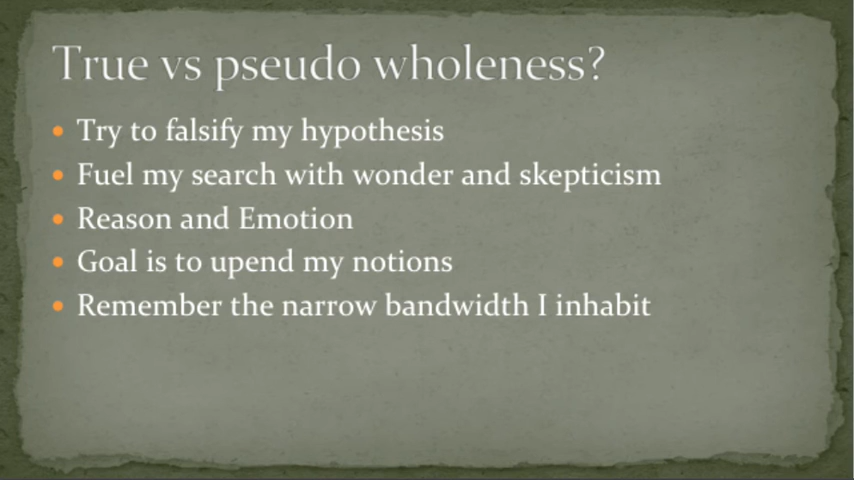 True vs pseudo wholeness?
• Try to falsify my hypothesis
• Fuel my search with wonder and skepticism
• Reason and Emotion
• Goal is to upend my notions
• Remember the narrow bandwidth I inhabit